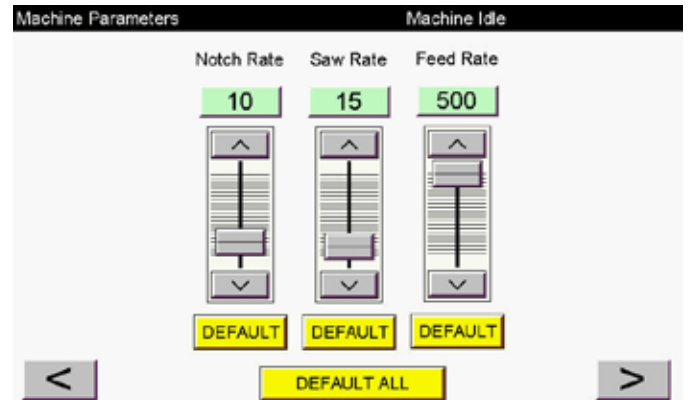 Machine Parameters Machine Idle
Notch Rate Saw Rate Feed Rate
10 15 500
DEFAULT DEFAULT DEFAULT
< DEFAULT ALL >